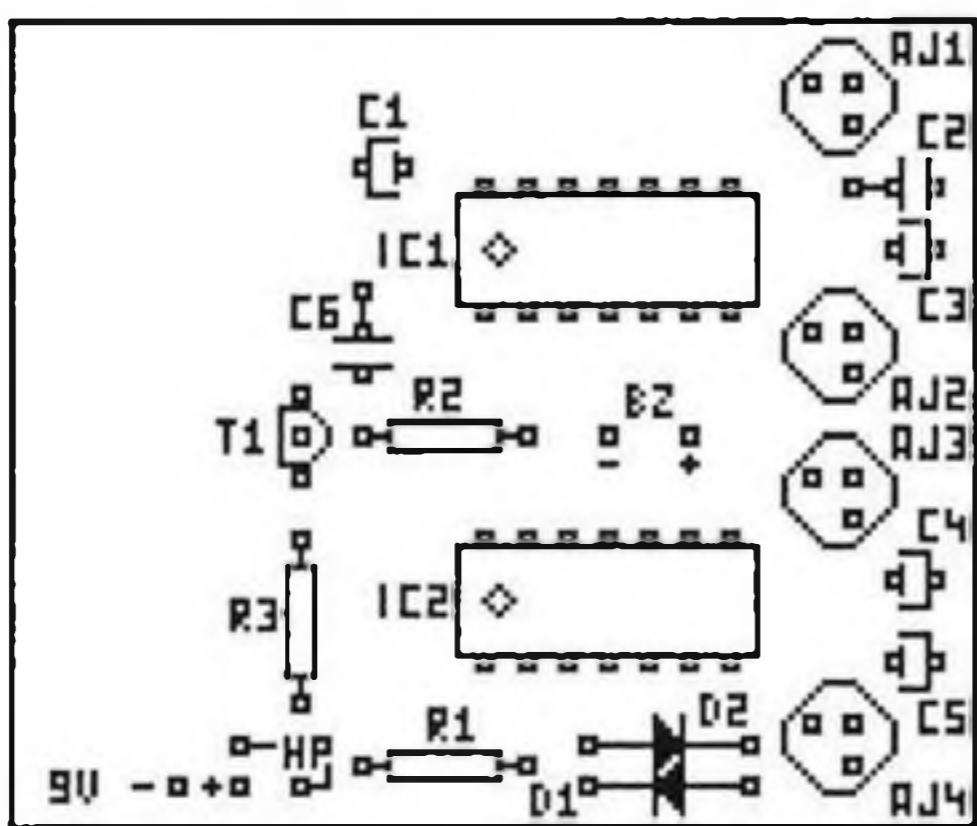 AJ1
C1
C2
IC1
C3
C6
AJ2
R2
BZ
T1
AJ3
- +
C4
IC2
R3
C5
D2
R1
HP
9V - +
D1
AJ4